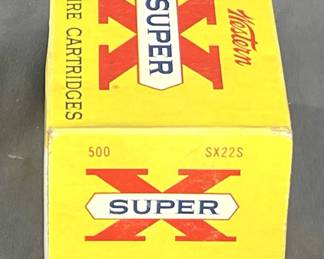 Western
X
SUPER
IRE CARTRIDGES
500 SX22S
X
SUPER